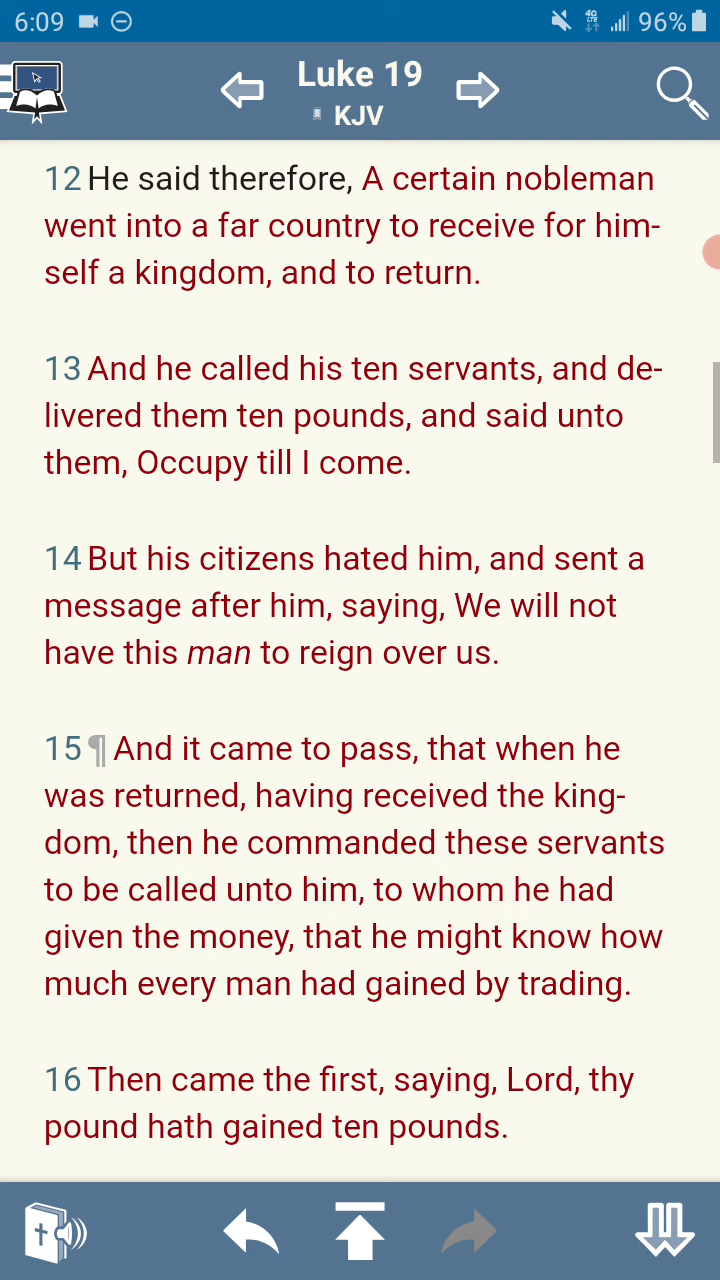 6:09
4G LTE 96%
Luke 19
KJV
12 He said therefore, A certain nobleman
went into a far country to receive for him-
self a kingdom, and to return.
13 And he called his ten servants, and de-
livered them ten pounds, and said unto
them, Occupy till I come.
14 But his citizens hated him, and sent a
message after him, saying, We will not
have this man to reign over us.
15 ¶ And it came to pass, that when he
was returned, having received the king-
dom, then he commanded these servants
to be called unto him, to whom he had
given the money, that he might know how
much every man had gained by trading.
16 Then came the first, saying, Lord, thy
pound hath gained ten pounds.